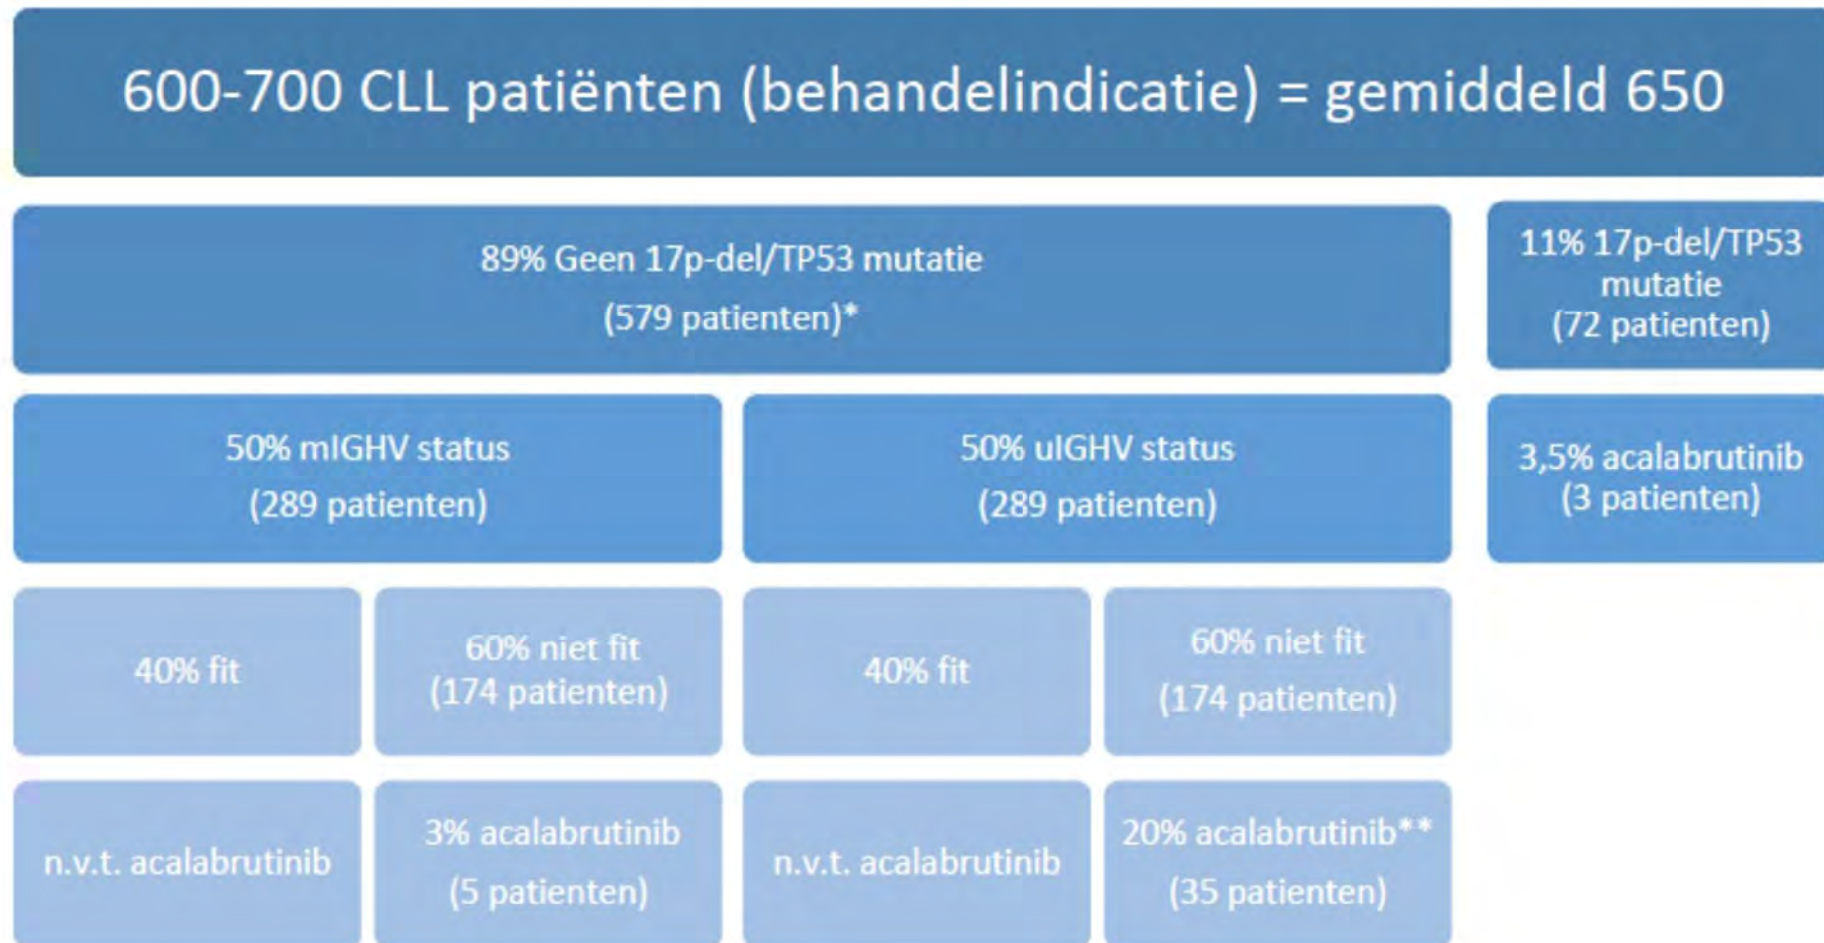 600-700 CLL patiënten (behandelindicatie) = gemiddeld 650
89% Geen 17p-del/TP53 mutatie
(579 patienten)*
11% 17p-del/TP53
mutatie
(72 patienten)
50% mIGHV status
(289 patienten)
50% uIGHV status
(289 patienten)
3,5% acalabrutinib
(3 patienten)
40% fit
60% niet fit
(174 patienten)
40% fit
60% niet fit
(174 patienten)
n.v.t. acalabrutinib
3% acalabrutinib
(5 patienten)
n.v.t. acalabrutinib
20% acalabrutinib**
(35 patienten)